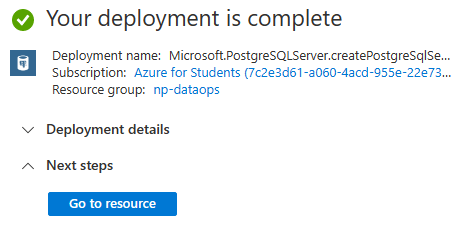 Your deployment is complete
Deployment name: Microsoft.PostgreSQLServer.createPostgreSqlSe...
Subscription: Azure for Students (7c2e3d61-a060-4acd-955e-22e73...
Resource group: np-dataops
Deployment details
Next steps
Go to resource